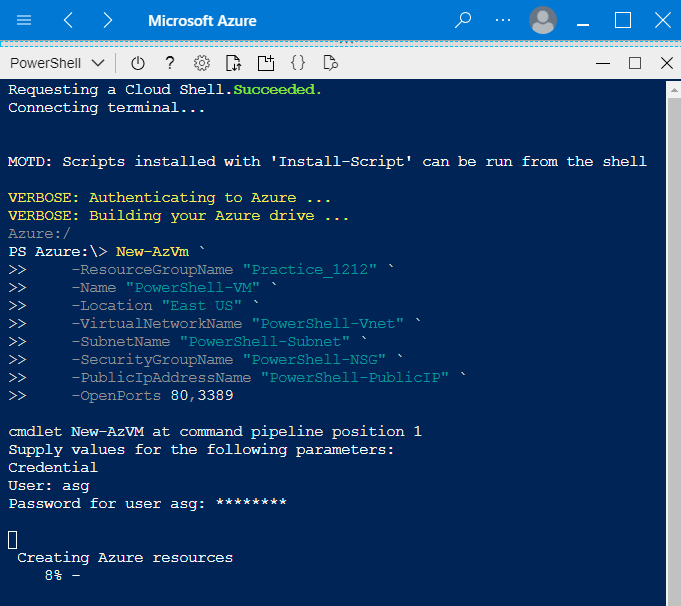 Microsoft Azure
PowerShell
Requesting a Cloud Shell.Succeeded.
Connecting terminal...
MOTD: Scripts installed with 'Install-Script' can be run from the shell
VERBOSE: Authenticating to Azure ...
VERBOSE: Building your Azure drive ...
Azure:/
PS Azure:\> New-AzVm `
>>     -ResourceGroupName "Practice_1212" `
>>     -Name "PowerShell-VM" `
>>     -Location "East US" `
>>     -VirtualNetworkName "PowerShell-Vnet" `
>>     -SubnetName "PowerShell-Subnet" `
>>     -SecurityGroupName "PowerShell-NSG" `
>>     -PublicIpAddressName "PowerShell-PublicIP" `
>>     -OpenPorts 80,3389
cmdlet New-AzVM at command pipeline position 1
Supply values for the following parameters:
Credential
User: asg
Password for user asg: ********
Creating Azure resources
8% -